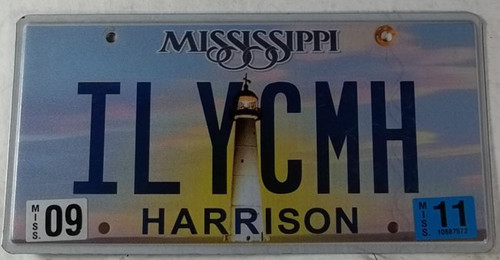 MISSISSIPPI
ILYCMH
MISS. 09 HARRISON MISS. 11